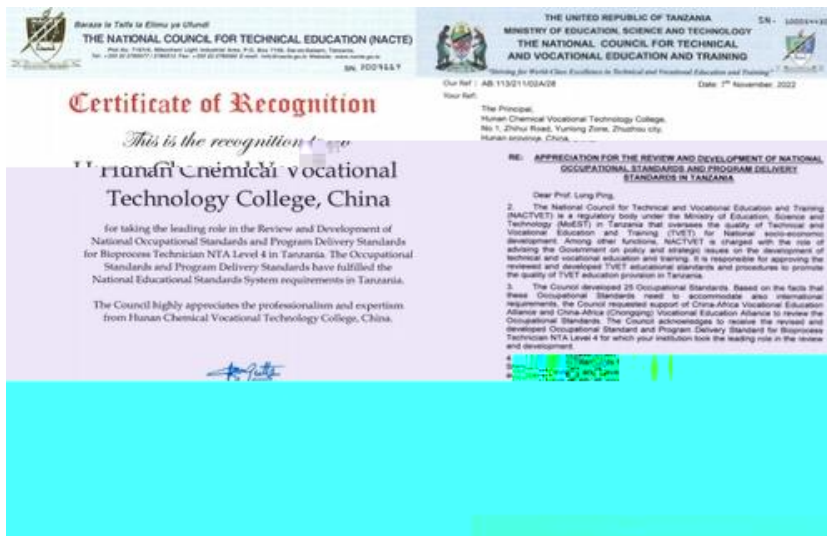 Baraza la Taifa la Elimu ya Ufundi
THE NATIONAL COUNCIL FOR TECHNICAL EDUCATION (NACTE)
Certificate of Recognition
This is the recognition
Hunan Chemical Vocational
Technology College, China
for taking the leading role in the Review and Development of
National Occupational Standards and Program Delivery Standards
for Bioprocess Technician NTA Level 4 in Tanzania. The Occupational
Standards and Program Delivery Standards have fulfilled the
National Educational Standards System requirements in Tanzania.
The Council highly appreciates the professionalism and expertism
from Hunan Chemical Vocational Technology College, China.
THE UNITED REPUBLIC OF TANZANIA
MINISTRY OF EDUCATION, SCIENCE AND TECHNOLOGY
THE NATIONAL COUNCIL FOR TECHNICAL
AND VOCATIONAL EDUCATION AND TRAINING
"Striving for World-Class Excellence in Technical and Vocational Education and Training"
Our Ref : AB.113/211/02A/28
Date: 7th November, 2022
Your Ref:
The Principal,
Hunan Chemical Vocational Technology College,
No 1, Zhihui Road, Yunlong Zone, Zhuzhou city,
Hunan province, China
RE: APPRECIATION FOR THE REVIEW AND DEVELOPMENT OF NATIONAL
OCCUPATIONAL STANDARDS AND PROGRAM DELIVERY
STANDARDS IN TANZANIA
Dear Prof. Long Ping,
2. The National Council for Technical and Vocational Education and Training
(NACTVET) is a regulatory body under the Ministry of Education, Science and
Technology (MoEST) in Tanzania that oversees the quality of Technical and
Vocational Education and Training (TVET) for National socio-economic
development. Among other functions, NACTVET is charged with the role of
advising the Government on policy and strategic issues on the development of
technical and vocational education and training. It is responsible for approving the
reviewed and developed TVET educational standards and procedures to promote
the quality of TVET education provision in Tanzania.
3. The Council developed 25 Occupational Standards. Based on the facts that
these Occupational Standards need to accommodate also international
requirements, the Council requested support of China-Africa Vocational Education
Alliance and China-Africa (Chongqing) Vocational Education Alliance to review the
Occupational Standards. The Council acknowledges to receive the revised and
developed Occupational Standard and Program Delivery Standard for Bioprocess
Technician NTA Level 4 for which your institution took the leading role in the review
and development.